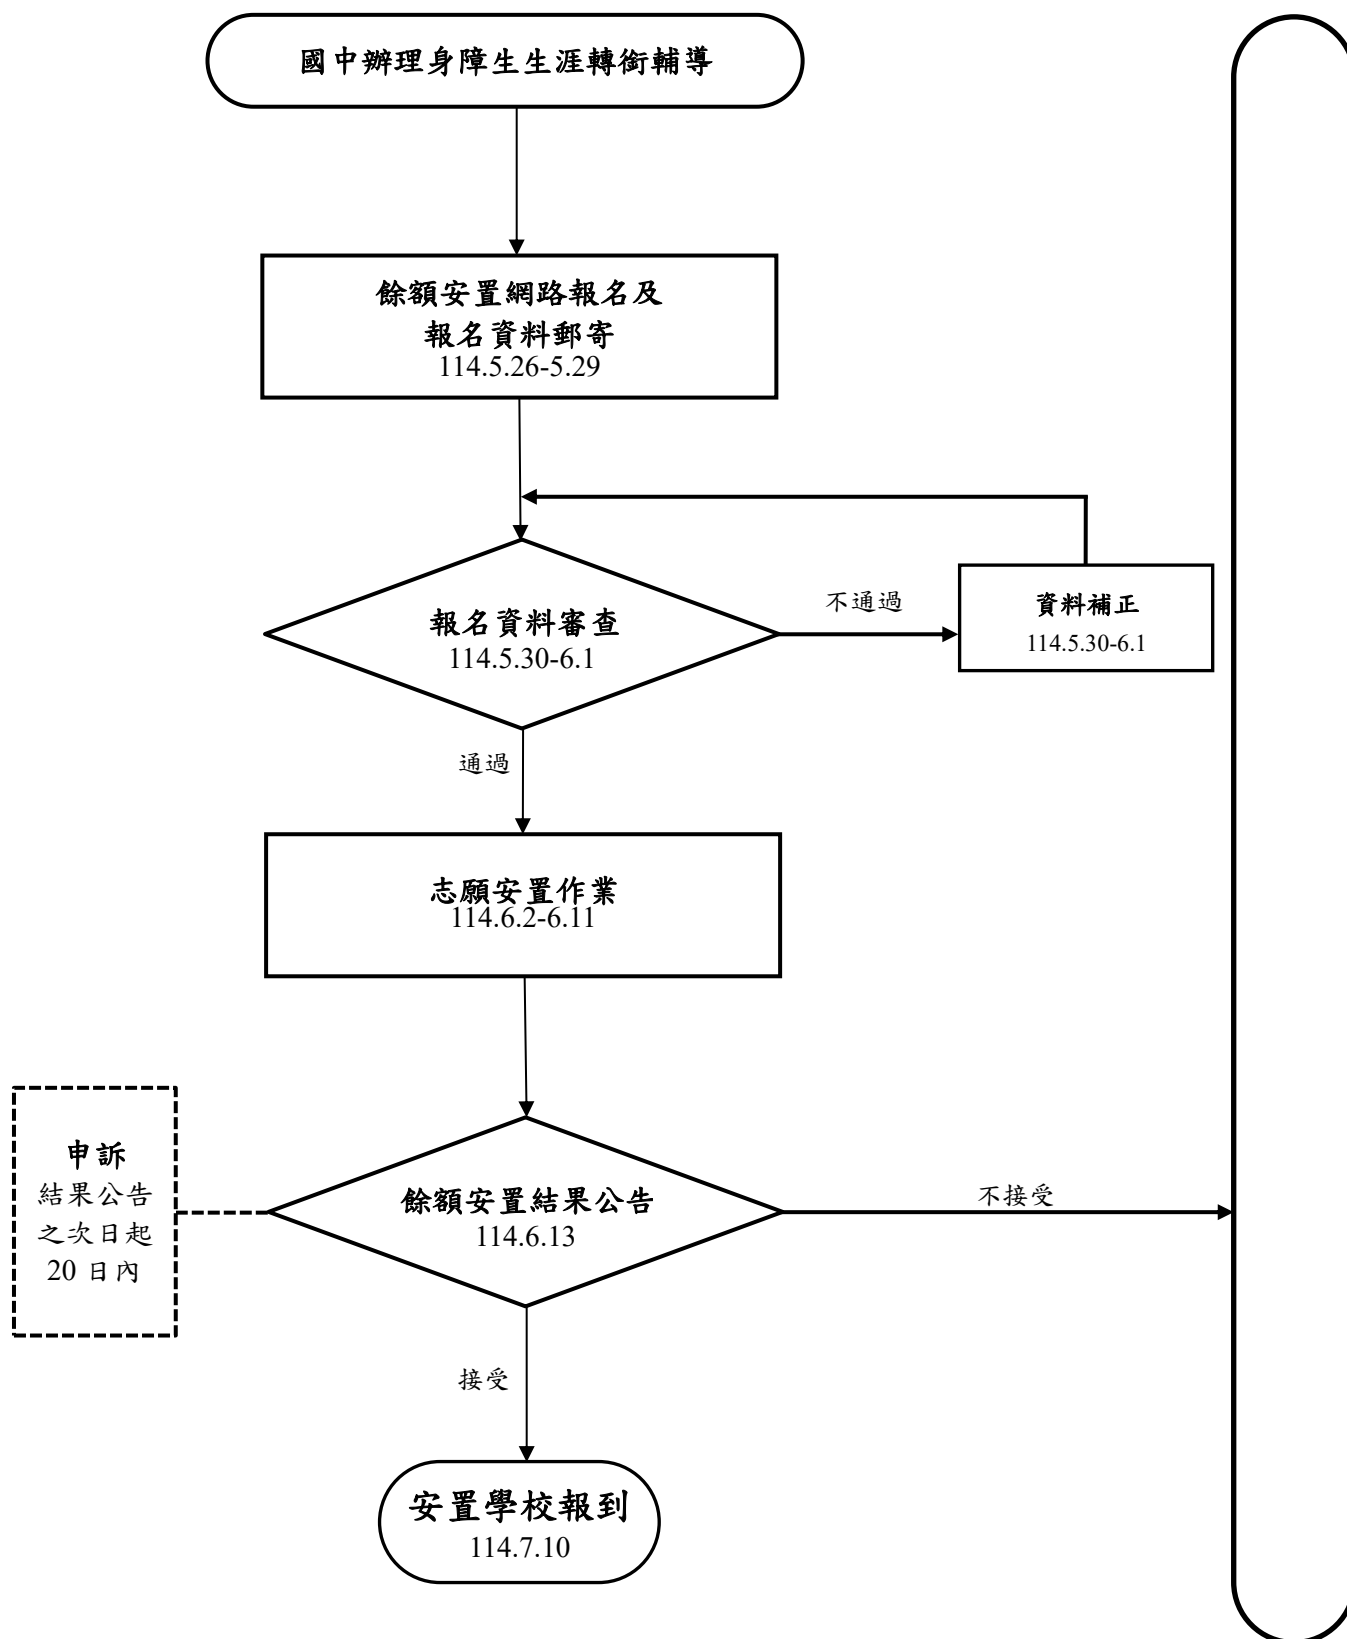 國中辦理身障生生涯轉銜輔導
餘額安置網路報名及
報名資料郵寄
114.5.26-5.29
報名資料審查
114.5.30-6.1
不通過
資料補正
114.5.30-6.1
通過
志願安置作業
114.6.2-6.11
申訴
結果公告
之次日起
20 日內
餘額安置結果公告
114.6.13
不接受
接受
安置學校報到
114.7.10